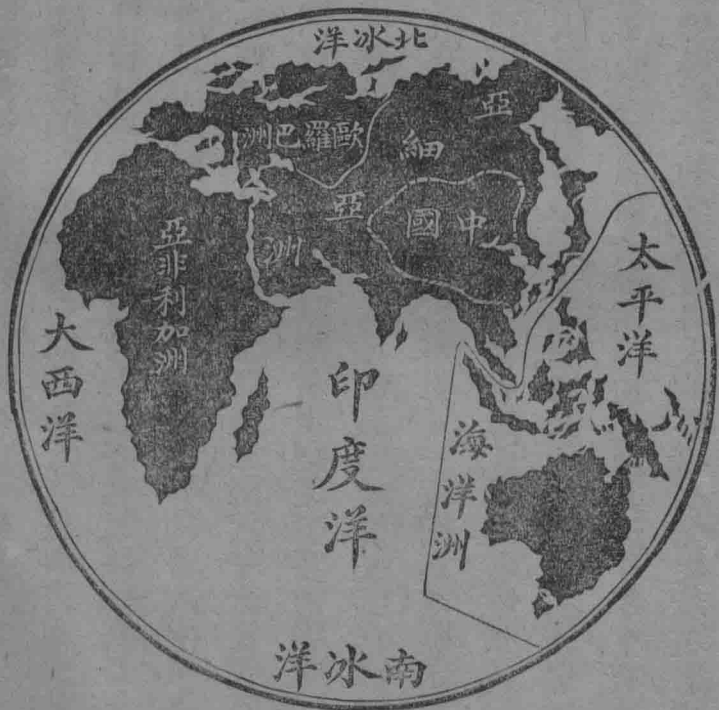 北冰洋
亞細亞洲
歐羅巴洲
中國
亞非利加洲
太平洋
大西洋
印度洋
海洋洲
南冰洋